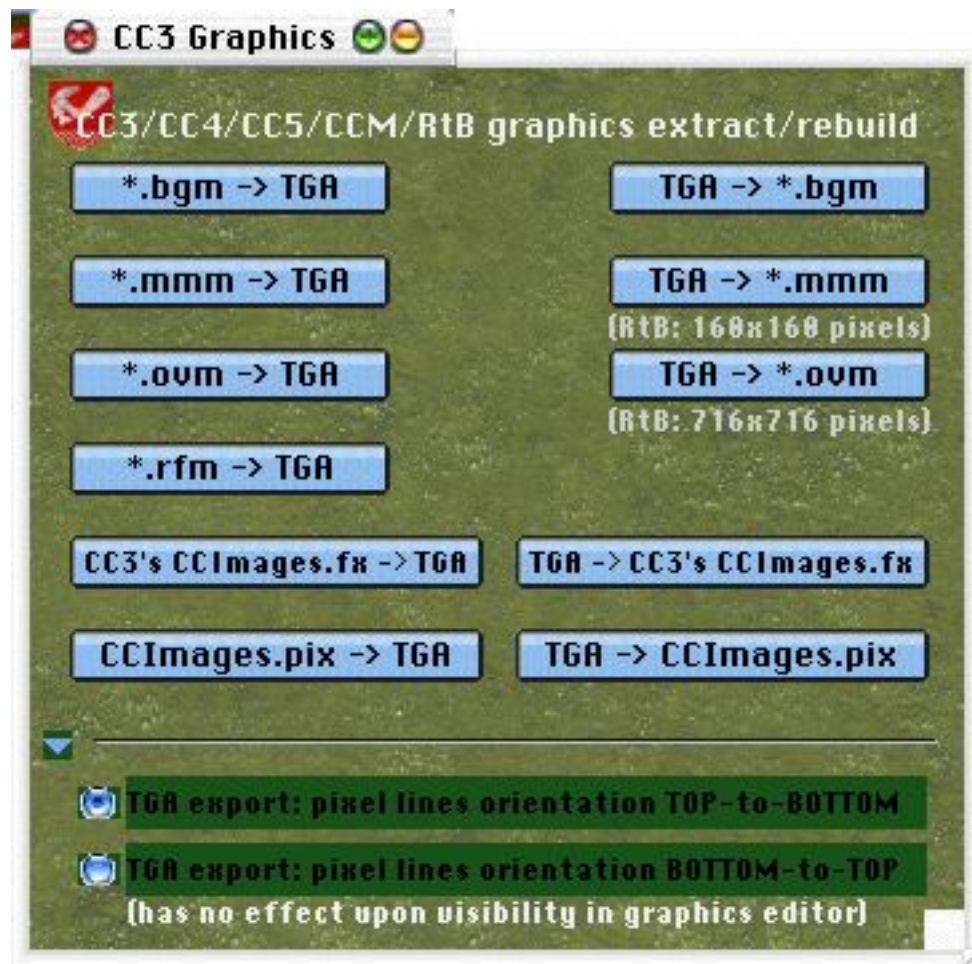 CC3 Graphics
CC3/CC4/CC5/CCM/RtB graphics extract/rebuild
*.bgm -> TGA
TGA -> *.bgm
*.mmm -> TGA
TGA -> *.mmm
(RtB: 160x160 pixels)
*.ovm -> TGA
TGA -> *.ovm
(RtB: 716x716 pixels)
*.rfm -> TGA
CC3's CCImages.fx -> TGA
TGA -> CC3's CCImages.fx
CCImages.pix -> TGA
TGA -> CCImages.pix
TGA export: pixel lines orientation TOP-to-BOTTOM
TGA export: pixel lines orientation BOTTOM-to-TOP
(has no effect upon visibility in graphics editor)